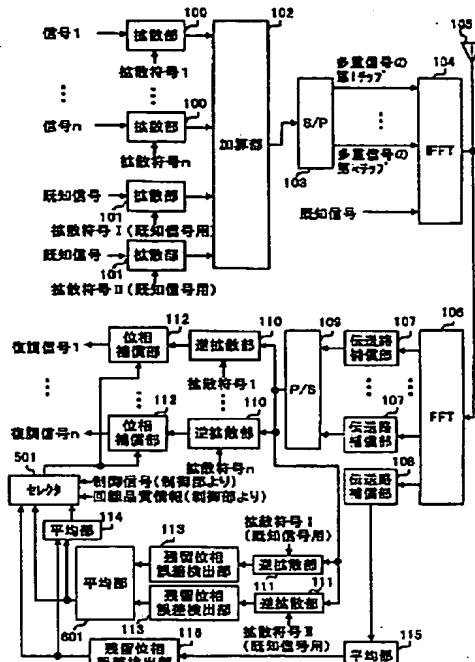 100
102
105
信号1
拡散部
拡散符号1
多重信号の
第1チップ
104
100
信号n
拡散部
拡散符号n
加算部
S/P
103
IFFT
多重信号の
既知信号
拡散部
101
既知信号
拡散符号Ⅰ(既知信号用)
既知信号
拡散部
101
拡散符号Ⅱ(既知信号用)
112
110
109
107
106
復調信号1
位相
補償部
逆拡散部
P/S
伝送路
補償部
FFT
拡散符号1
112
110
107
復調信号n
位相
補償部
逆拡散部
伝送路
補償部
501
拡散符号n
108
セレクタ
制御信号(制御部より)
回線品質情報(制御部より)
伝送路
補償部
114
平均部
113
拡散符号Ⅰ
(既知信号用)
平均部
残留位相
誤差検出部
逆拡散部
111
残留位相
誤差検出部
逆拡散部
111
601
113
116
拡散符号Ⅱ
(既知信号用)
115
残留位相
誤差検出部
平均部